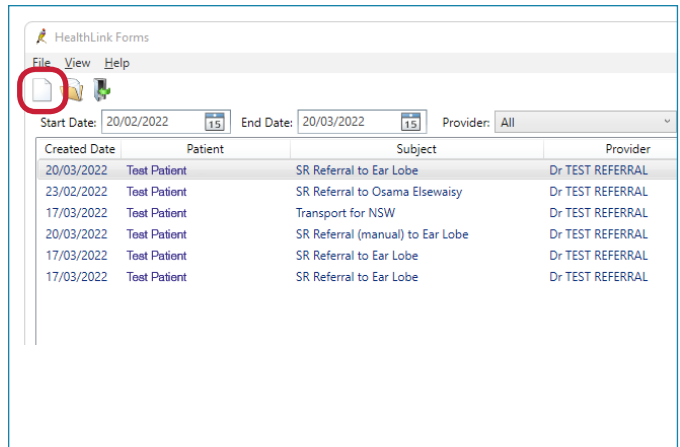 HealthLink Forms
File View Help
Start Date: 20/02/2022 15 End Date: 20/03/2022 15 Provider: All
Created Date Patient Subject Provider
20/03/2022 Test Patient SR Referral to Ear Lobe Dr TEST REFERRAL
23/02/2022 Test Patient SR Referral to Osama Elsewaisy Dr TEST REFERRAL
17/03/2022 Test Patient Transport for NSW Dr TEST REFERRAL
20/03/2022 Test Patient SR Referral (manual) to Ear Lobe Dr TEST REFERRAL
17/03/2022 Test Patient SR Referral to Ear Lobe Dr TEST REFERRAL
17/03/2022 Test Patient SR Referral to Ear Lobe Dr TEST REFERRAL